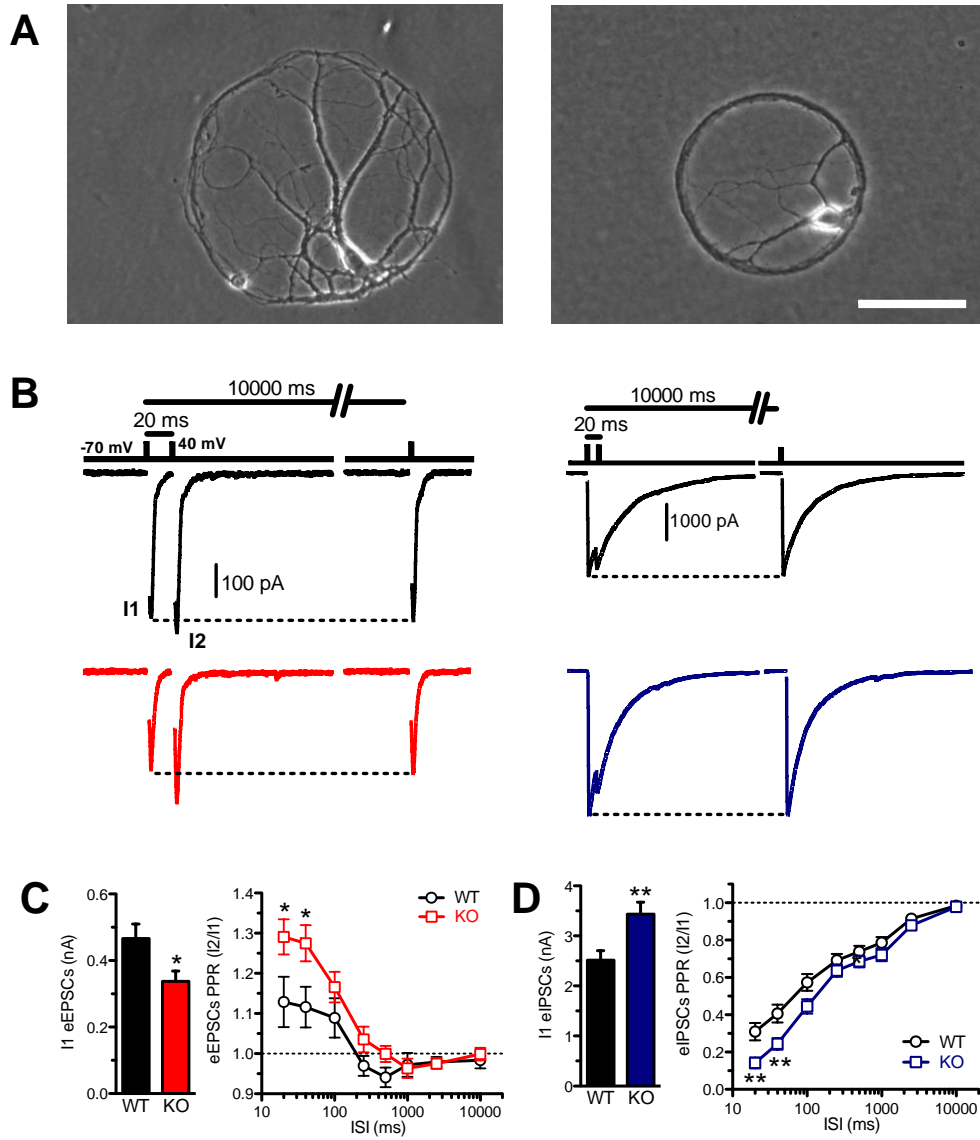 A
B
10000 ms
20 ms
-70 mV
40 mV
100 pA
I1
I2
10000 ms
20 ms
1000 pA
C
I1 eEPSCs (nA)
0.6
0.4
0.2
0.0
WT
KO
*
eEPSCs PPR (I2/I1)
1.4
1.3
1.2
1.1
1.0
0.9
* *
WT
KO
10 100 1000 10000
ISI (ms)
D
I1 eIPSCs (nA)
4
3
2
1
0
WT
KO
**
eIPSCs PPR (I2/I1)
1.0
0.8
0.6
0.4
0.2
0.0
** ** *
WT
KO
10 100 1000 10000
ISI (ms)